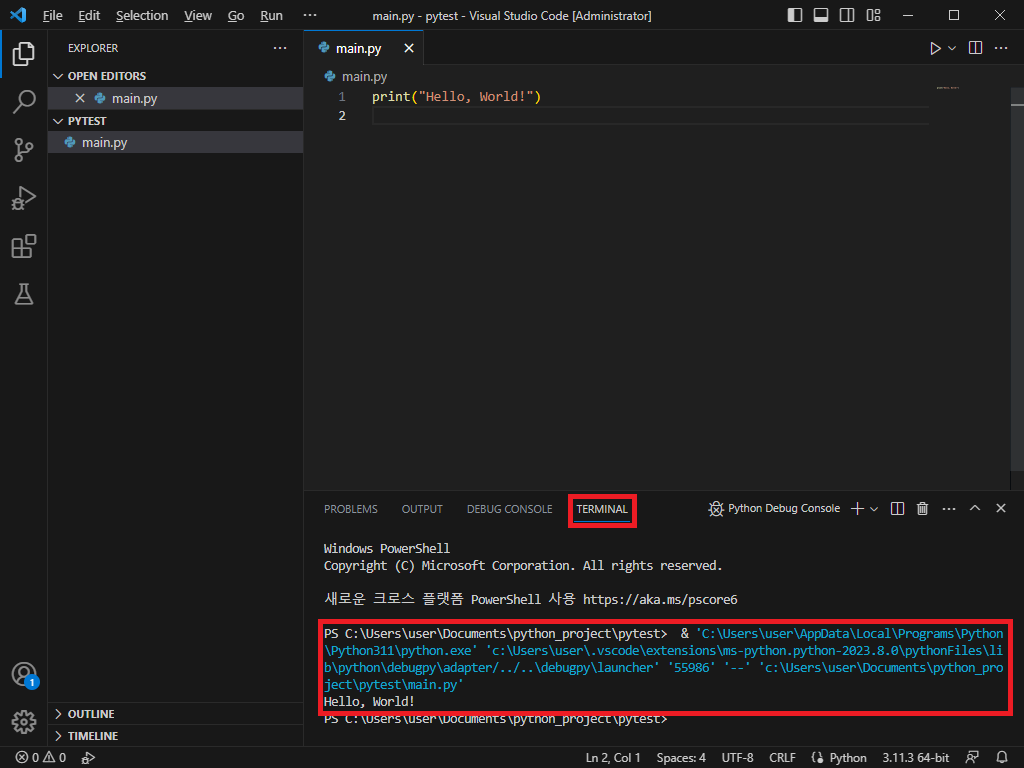 File Edit Selection View Go Run ··· main.py - pytest - Visual Studio Code [Administrator]
EXPLORER ···
OPEN EDITORS
main.py
PYTEST
main.py
OUTLINE
TIMELINE
1
main.py
main.py
1 print("Hello, World!")
2
PROBLEMS OUTPUT DEBUG CONSOLE TERMINAL Python Debug Console
Windows PowerShell
Copyright (C) Microsoft Corporation. All rights reserved.
새로운 크로스 플랫폼 PowerShell 사용 https://aka.ms/pscore6
PS C:\Users\user\Documents\python_project\pytest>  & 'C:\Users\user\AppData\Local\Programs\Python
\Python311\python.exe' 'c:\Users\user\.vscode\extensions\ms-python.python-2023.8.0\pythonFiles\li
b\python\debugpy\adapter/../..\debugpy\launcher' '55986' '--' 'c:\Users\user\Documents\python_pro
ject\pytest\main.py'
Hello, World!
PS C:\Users\user\Documents\python_project\pytest>
0 0 Ln 2, Col 1 Spaces: 4 UTF-8 CRLF Python 3.11.3 64-bit